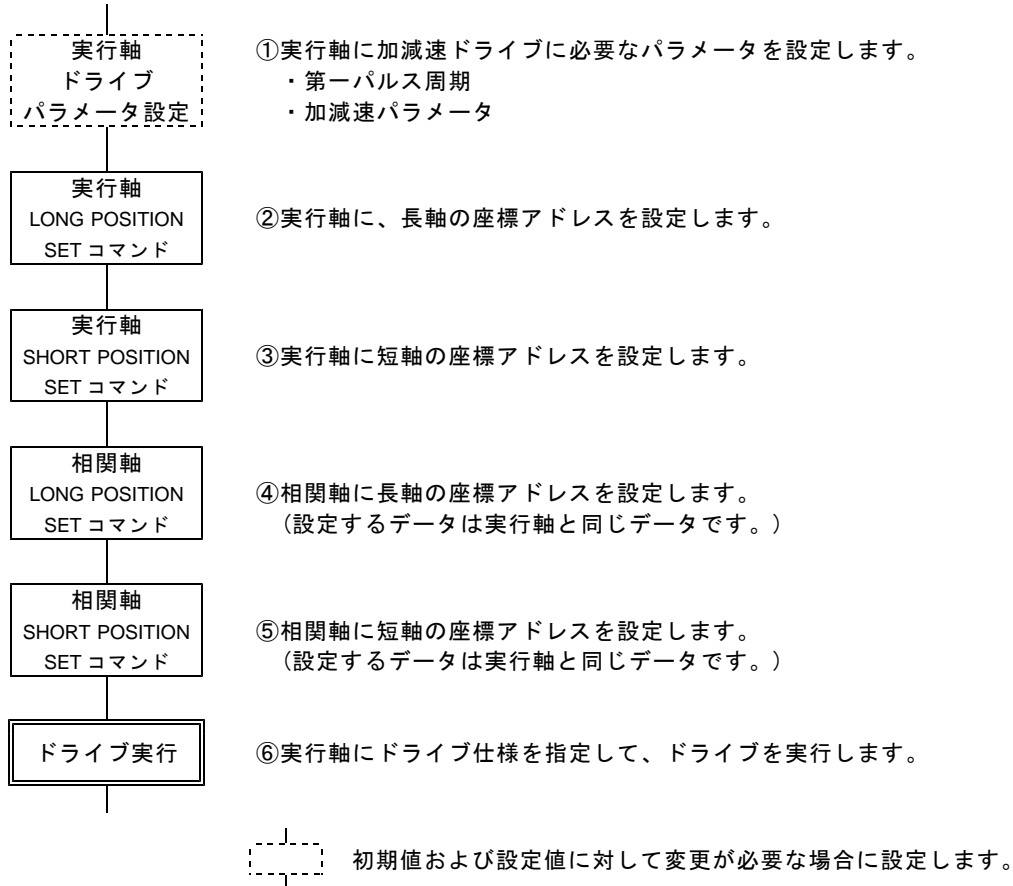 実行軸
ドライブ
パラメータ設定
①実行軸に加減速ドライブに必要なパラメータを設定します。
・第一パルス周期
・加減速パラメータ
実行軸
LONG POSITION
SET コマンド
②実行軸に、長軸の座標アドレスを設定します。
実行軸
SHORT POSITION
SET コマンド
③実行軸に短軸の座標アドレスを設定します。
相関軸
LONG POSITION
SET コマンド
④相関軸に長軸の座標アドレスを設定します。
（設定するデータは実行軸と同じデータです。）
相関軸
SHORT POSITION
SET コマンド
⑤相関軸に短軸の座標アドレスを設定します。
（設定するデータは実行軸と同じデータです。）
ドライブ実行
⑥実行軸にドライブ仕様を指定して、ドライブを実行します。
初期値および設定値に対して変更が必要な場合に設定します。